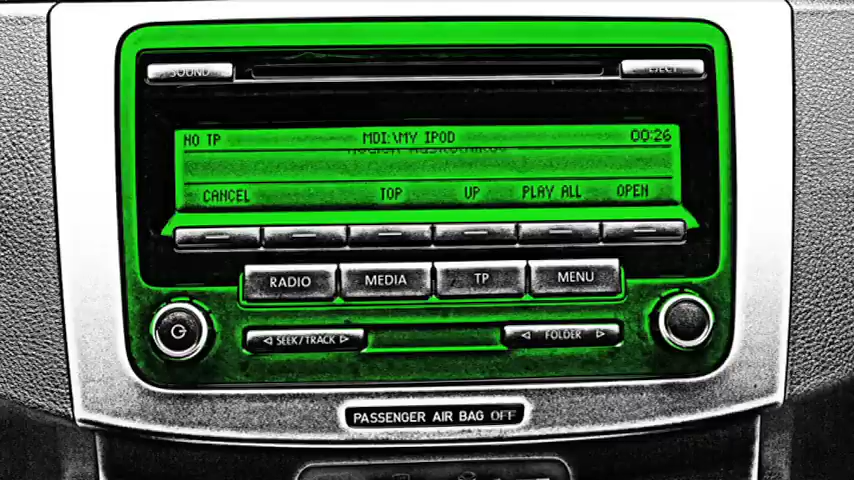 SOUND EJECT
NO TP MDI:\MY IPOD 00:26
CANCEL TOP UP PLAY ALL OPEN
RADIO MEDIA TP MENU
◁ SEEK/TRACK ▷ ◁ FOLDER ▷
PASSENGER AIR BAG OFF